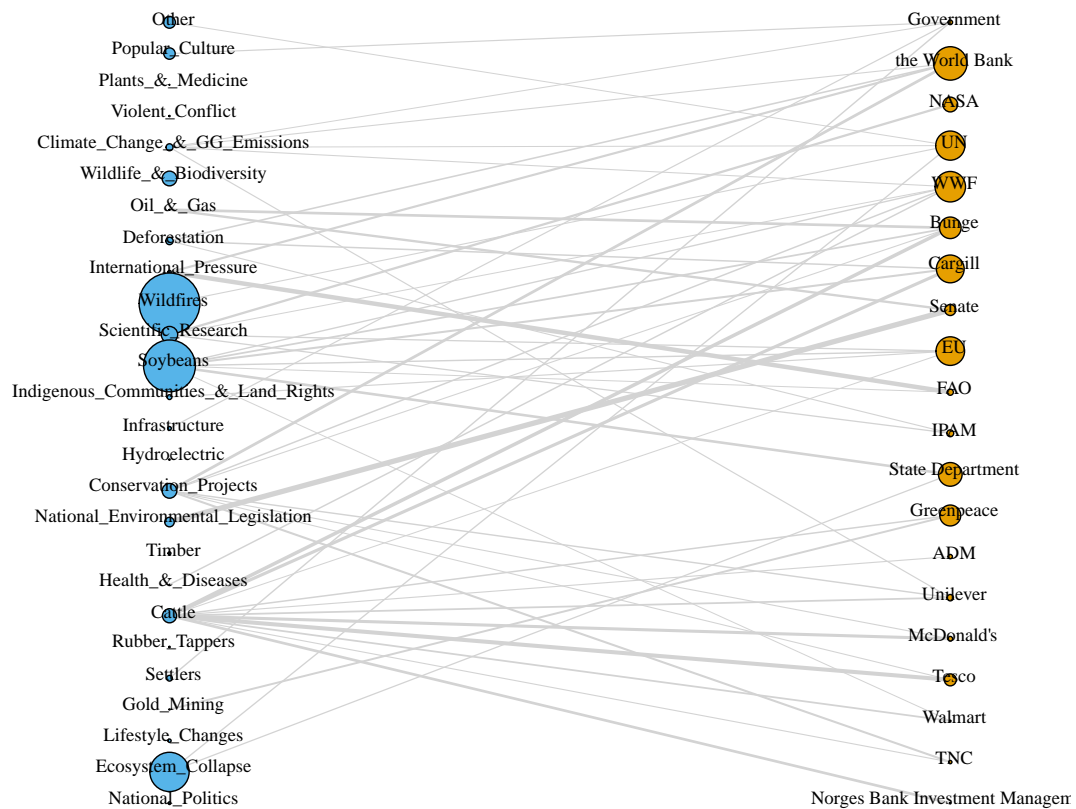 Other
Popular_Culture
Plants_&_Medicine
Violent_Conflict
Climate_Change_&_GG_Emissions
Wildlife_&_Biodiversity
Oil_&_Gas
Deforestation
International_Pressure
Wildfires
Scientific_Research
Soybeans
Indigenous_Communities_&_Land_Rights
Infrastructure
Hydroelectric
Conservation_Projects
National_Environmental_Legislation
Timber
Health_&_Diseases
Cattle
Rubber_Tappers
Settlers
Gold_Mining
Lifestyle_Changes
Ecosystem_Collapse
National_Politics
Government
the World Bank
NASA
UN
WWF
Bunge
Cargill
Senate
EU
FAO
IPAM
State Department
Greenpeace
ADM
Unilever
McDonald's
Tesco
Walmart
TNC
Norges Bank Investment Managem